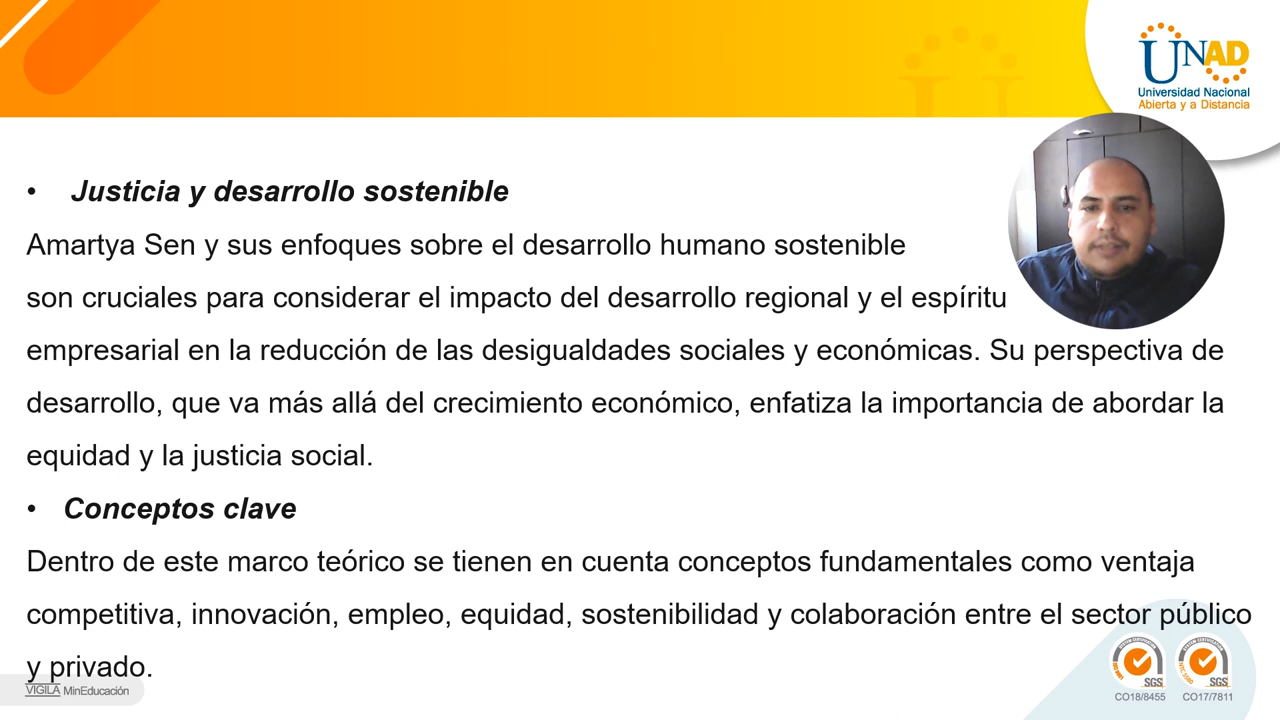 UNAD
Universidad Nacional
Abierta y a Distancia
• Justicia y desarrollo sostenible
Amartya Sen y sus enfoques sobre el desarrollo humano sostenible
son cruciales para considerar el impacto del desarrollo regional y el espíritu
empresarial en la reducción de las desigualdades sociales y económicas. Su perspectiva de
desarrollo, que va más allá del crecimiento económico, enfatiza la importancia de abordar la
equidad y la justicia social.
• Conceptos clave
Dentro de este marco teórico se tienen en cuenta conceptos fundamentales como ventaja
competitiva, innovación, empleo, equidad, sostenibilidad y colaboración entre el sector público
y privado.
VIGILA MinEducación
SGS SGS
CO18/8455 CO17/7811